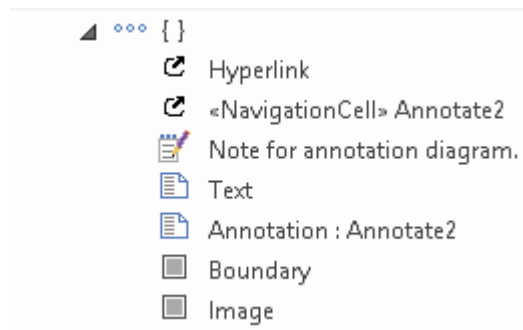 { }
Hyperlink
«NavigationCell» Annotate2
Note for annotation diagram.
Text
Annotation : Annotate2
Boundary
Image